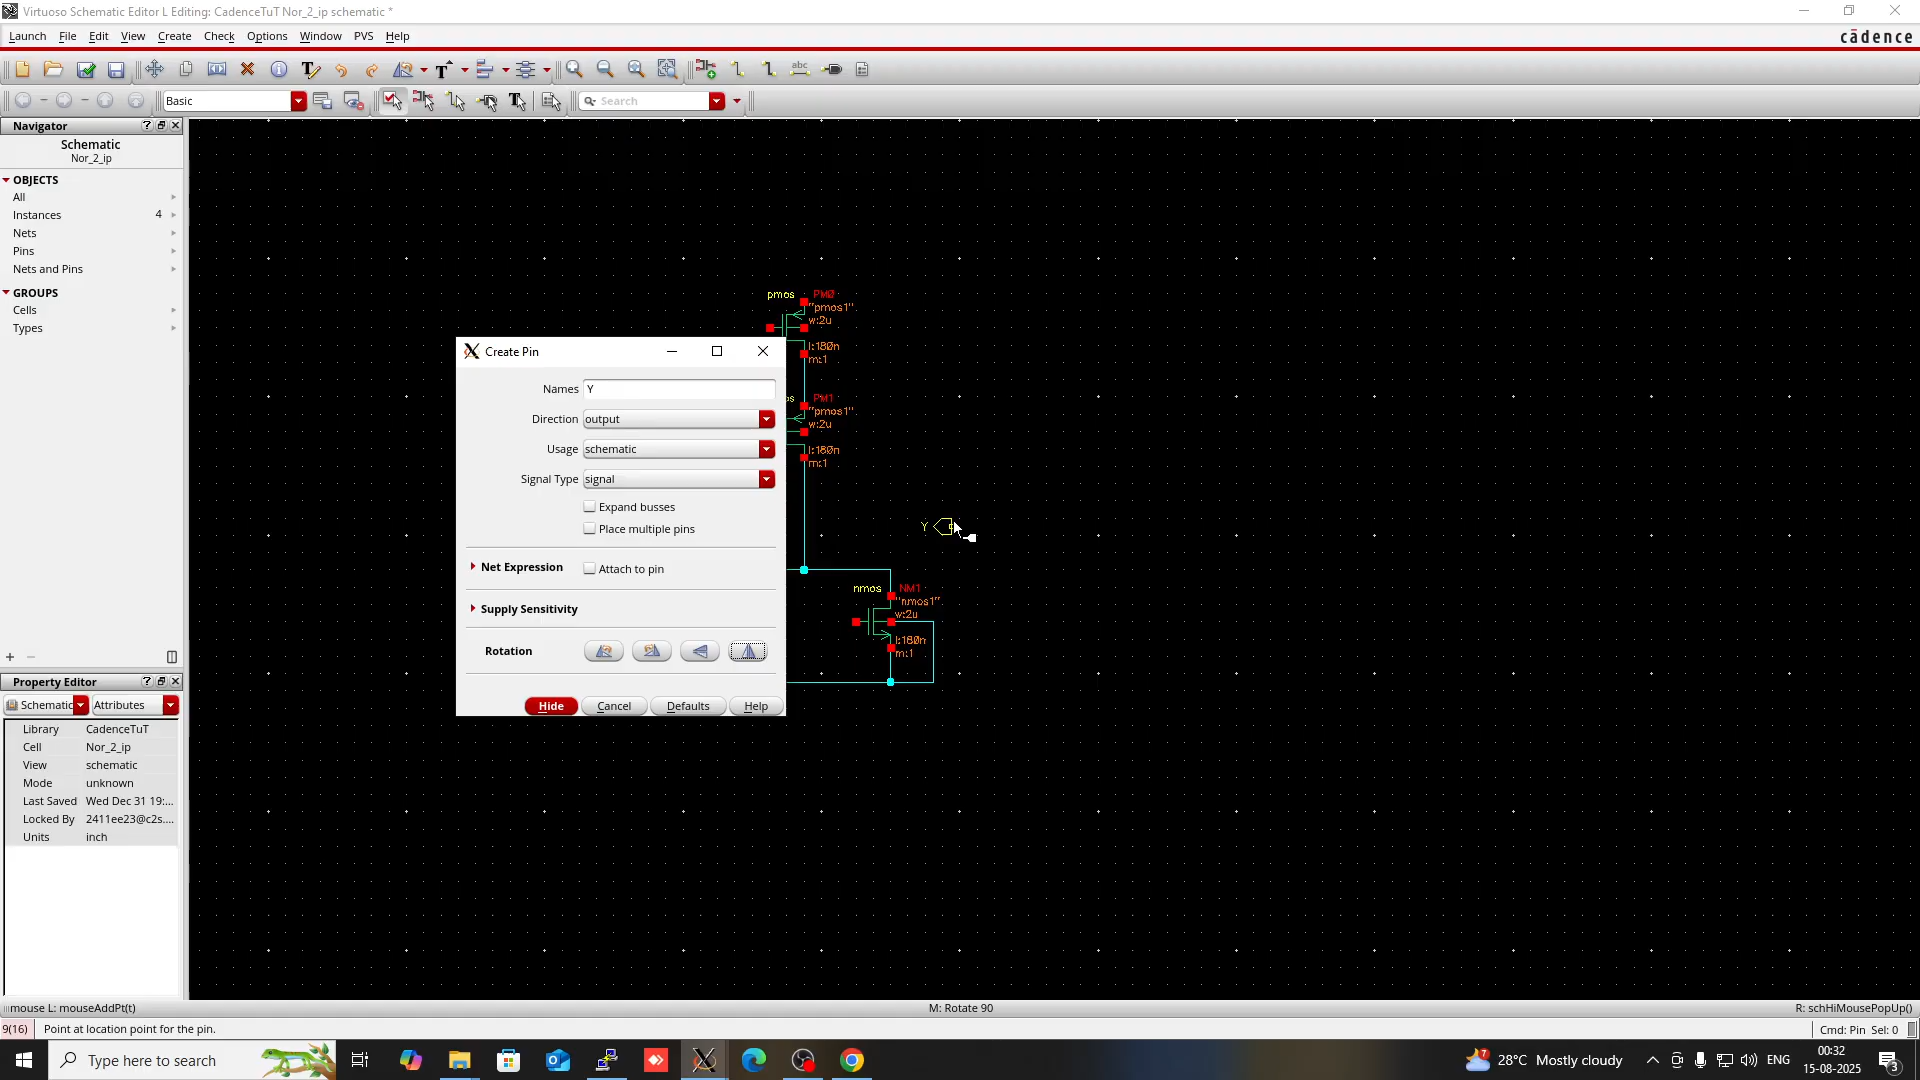 Virtuoso Schematic Editor L Editing: CadenceTuT Nor_2_ip schematic *
Launch File Edit View Create Check Options Window PVS Help
cādence
Basic
Search
Navigator
Schematic
Nor_2_ip
OBJECTS
All
Instances 4
Nets
Pins
Nets and Pins
GROUPS
Cells
Types
Property Editor
Schematic Attributes
Library CadenceTuT
Cell Nor_2_ip
View schematic
Mode unknown
Last Saved Wed Dec 31 19:...
Locked By 2411ee23@c2s....
Units inch
pmos PM0
"pmos1"
w:2u
l:180n
m:1
os PM1
"pmos1"
w:2u
l:180n
m:1
Y
nmos NM1
"nmos1"
w:2u
l:180n
m:1
Create Pin
Names Y
Direction output
Usage schematic
Signal Type signal
Expand busses
Place multiple pins
Net Expression Attach to pin
Supply Sensitivity
Rotation
Hide Cancel Defaults Help
mouse L: mouseAddPt(t) M: Rotate 90 R: schHiMousePopUp()
9(16) Point at location point for the pin. Cmd: Pin Sel: 0
Type here to search
28°C Mostly cloudy
ENG
00:32
15-08-2025
3